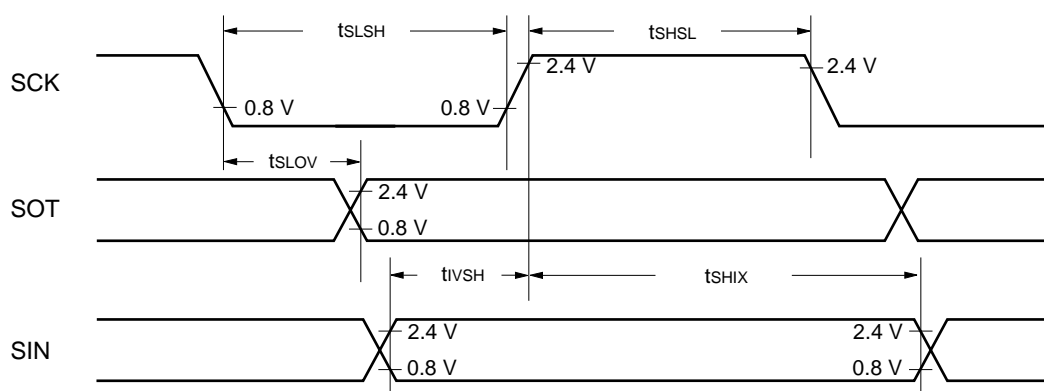 tSLSH tSHSL
SCK 2.4 V 2.4 V
0.8 V 0.8 V
tSLOV
SOT 2.4 V
0.8 V
tIVSH tSHIX
SIN 2.4 V 2.4 V
0.8 V 0.8 V